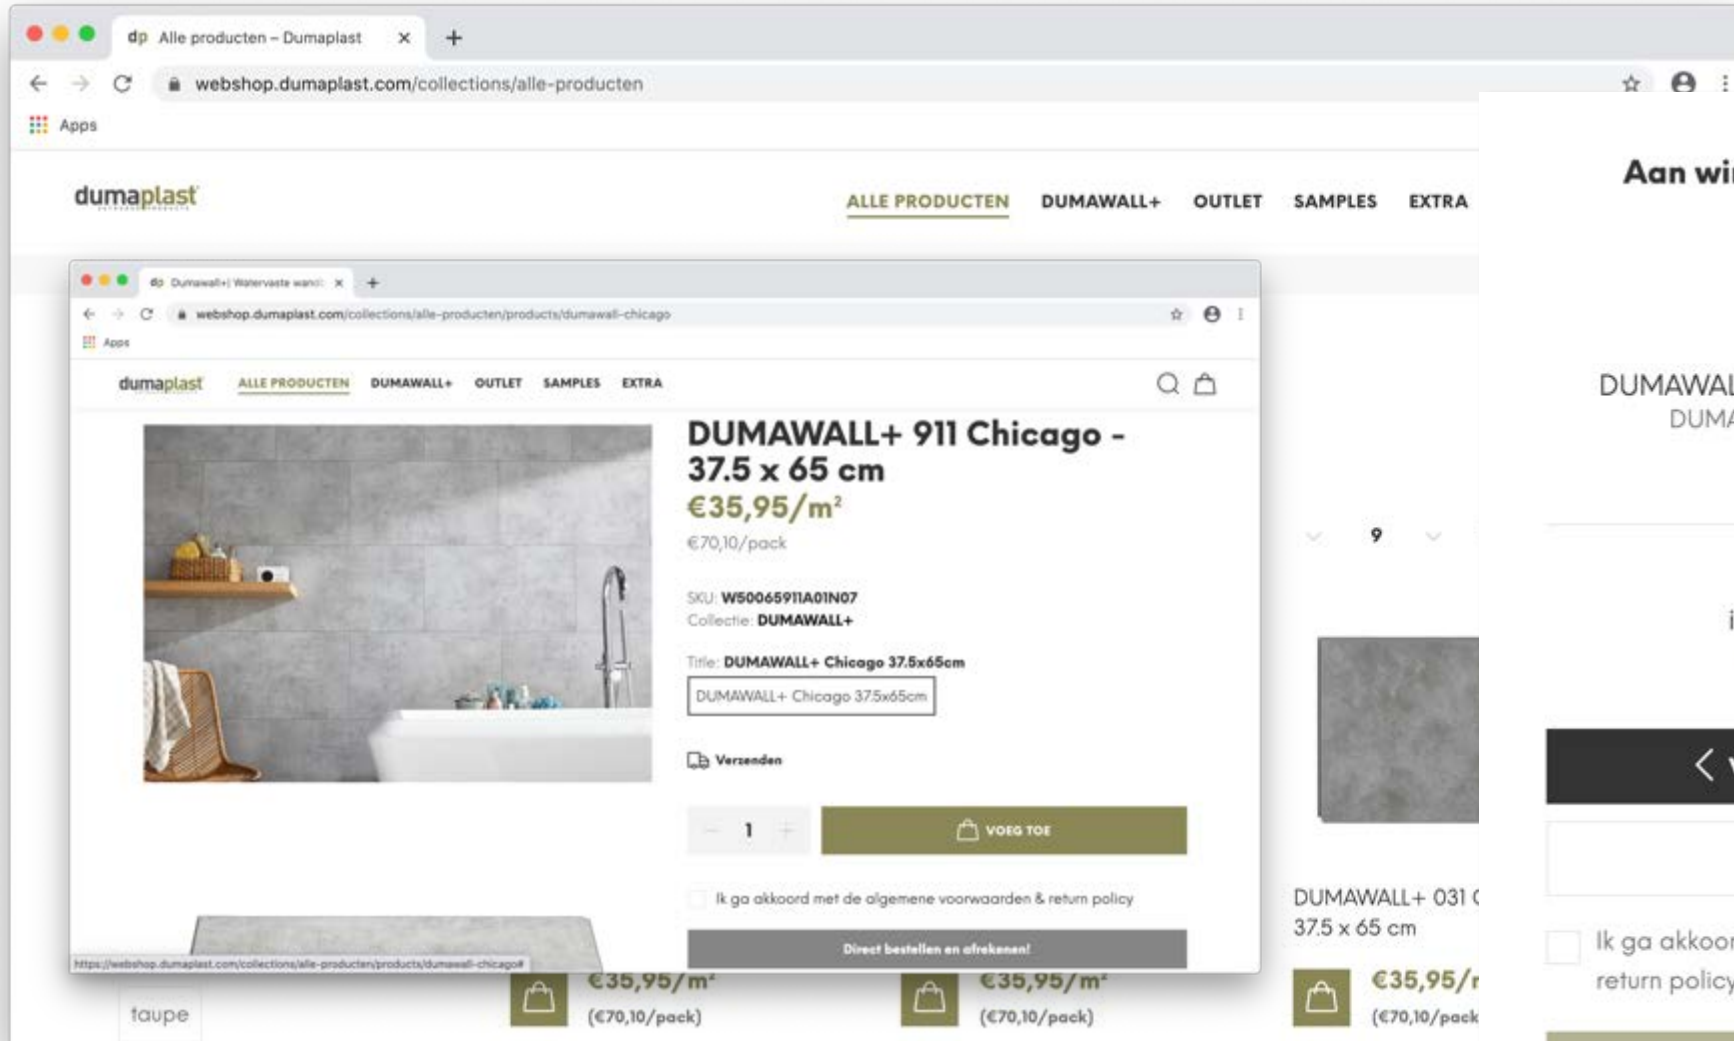 dp Alle producten – Dumaplast
webshop.dumaplast.com/collections/alle-producten
Apps
dumaplast
ALLE PRODUCTEN DUMAWALL+ OUTLET SAMPLES EXTRA
dp Dumawall+| Watervaste wand
webshop.dumaplast.com/collections/alle-producten/products/dumawall-chicago
Apps
dumaplast ALLE PRODUCTEN DUMAWALL+ OUTLET SAMPLES EXTRA
DUMAWALL+ 911 Chicago -
37.5 x 65 cm
€35,95/m²
€70,10/pack
SKU: W50065911A01N07
Collectie: DUMAWALL+
Title: DUMAWALL+ Chicago 37.5x65cm
DUMAWALL+ Chicago 37.5x65cm
Verzenden
1
VOEG TOE
Ik ga akkoord met de algemene voorwaarden & return policy
Direct bestellen en afrekenen!
https://webshop.dumaplast.com/collections/alle-producten/products/dumawall-chicago#
taupe
€35,95/m²
(€70,10/pack)
€35,95/m²
(€70,10/pack)
9
DUMAWALL+ 031
37.5 x 65 cm
€35,95/
(€70,10/pack
Aan wi
DUMAWAL
DUMA
Ik ga akkoor
return policy